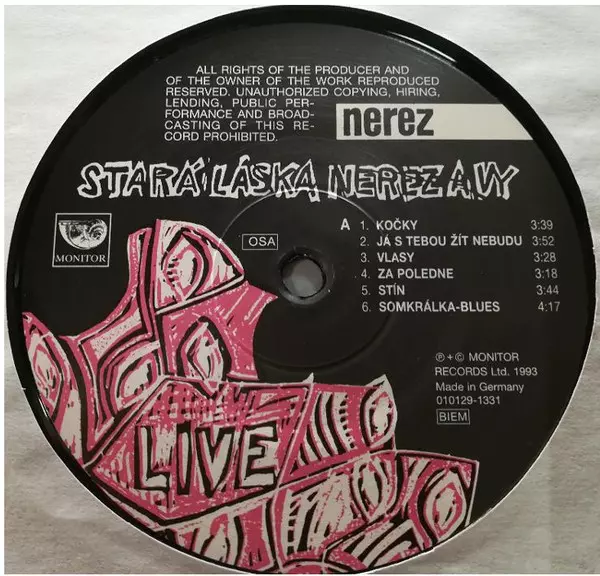 ALL RIGHTS OF THE PRODUCER AND
OF THE OWNER OF THE WORK REPRODUCED
RESERVED. UNAUTHORIZED COPYING, HIRING,
LENDING, PUBLIC PER-
FORMANCE AND BROAD-
CASTING OF THIS RE-
CORD PROHIBITED.
nerez
STARÁ LÁSKA NEREZAVY
MONITOR
OSA
A 1. KOČKY 3:39
2. JÁ S TEBOU ŽÍT NEBUDU 3:52
3. VLASY 3:28
4. ZA POLEDNE 3:18
5. STÍN 3:44
6. SOMKRÁLKA-BLUES 4:17
℗ + © MONITOR
RECORDS Ltd. 1993
Made in Germany
010129-1331
BIEM
LIVE